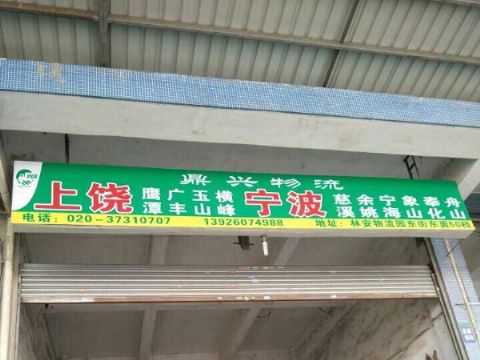 鼎兴物流
上饶 鹰广玉横 宁波 慈余宁象奉舟
潭丰山峰 溪姚海山化山
电话：020-37310707 13926074988 地址：林安物流园东街东面50栋